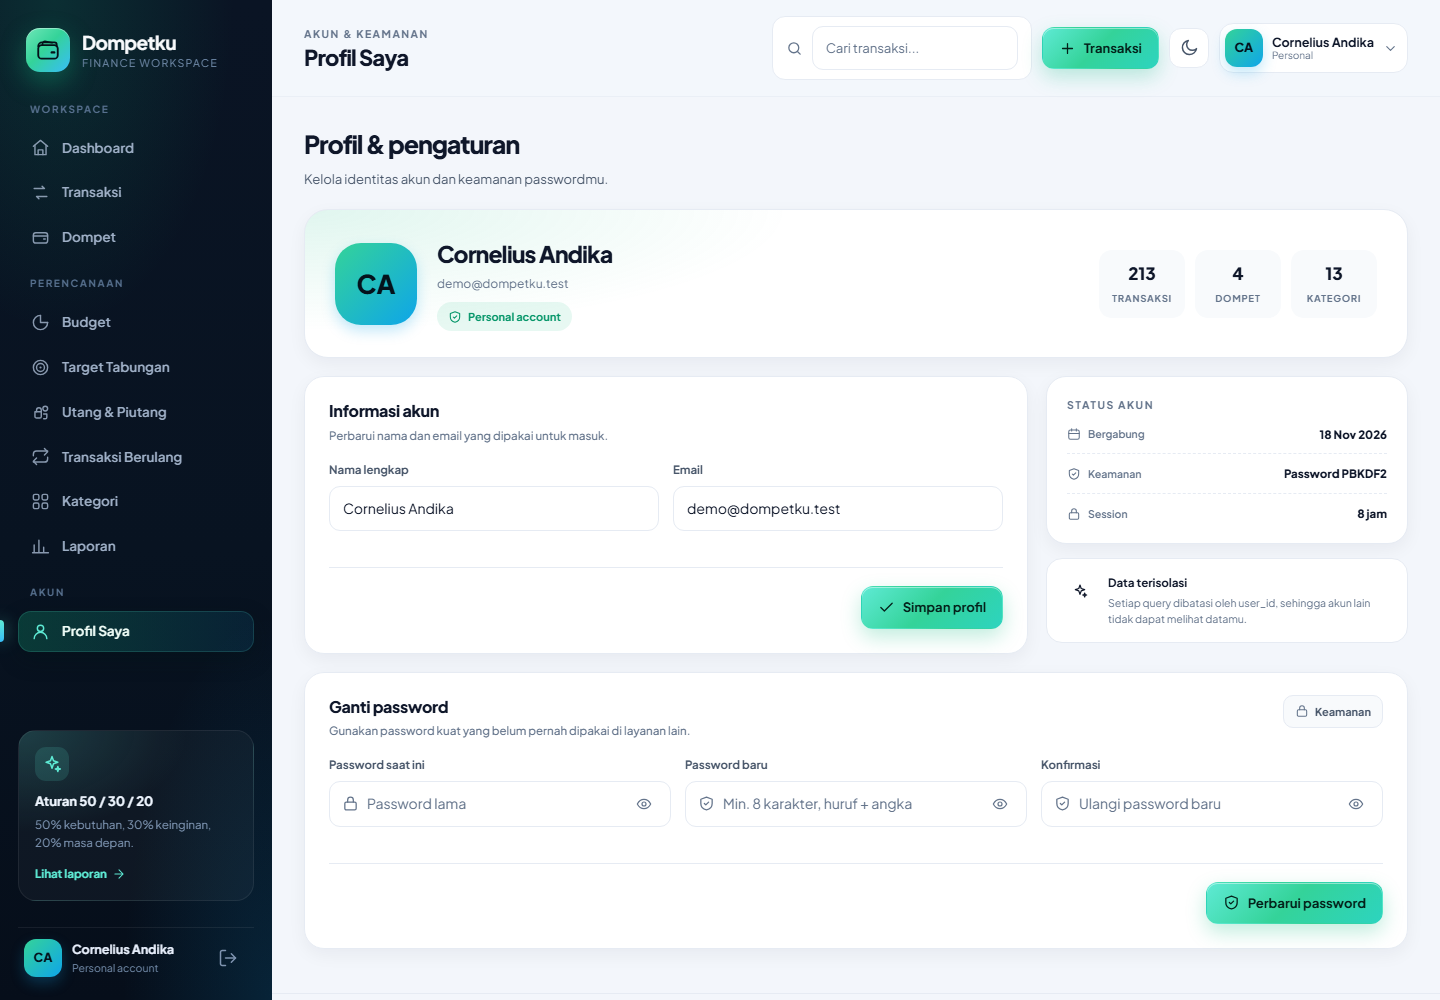 Dompetku
FINANCE WORKSPACE
WORKSPACE
Dashboard
Transaksi
Dompet
PERENCANAAN
Budget
Target Tabungan
Utang & Piutang
Transaksi Berulang
Kategori
Laporan
AKUN
Profil Saya
Aturan 50 / 30 / 20
50% kebutuhan, 30% keinginan,
20% masa depan.
Lihat laporan
CA
Cornelius Andika
Personal account
AKUN & KEAMANAN
Profil Saya
Cari transaksi...
Transaksi
CA
Cornelius Andika
Personal
Profil & pengaturan
Kelola identitas akun dan keamanan passwordmu.
CA
Cornelius Andika
demo@dompetku.test
Personal account
213
TRANSAKSI
4
DOMPET
13
KATEGORI
Informasi akun
Perbarui nama dan email yang dipakai untuk masuk.
Nama lengkap
Cornelius Andika
Email
demo@dompetku.test
Simpan profil
STATUS AKUN
Bergabung 18 Nov 2026
Keamanan Password PBKDF2
Session 8 jam
Data terisolasi
Setiap query dibatasi oleh user_id, sehingga akun lain
tidak dapat melihat datamu.
Ganti password
Gunakan password kuat yang belum pernah dipakai di layanan lain.
Keamanan
Password saat ini
Password lama
Password baru
Min. 8 karakter, huruf + angka
Konfirmasi
Ulangi password baru
Perbarui password